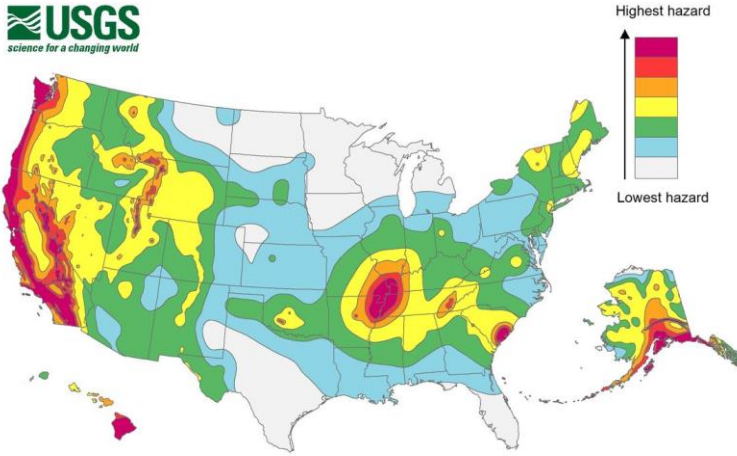 USGS
science for a changing world
Highest hazard
Lowest hazard